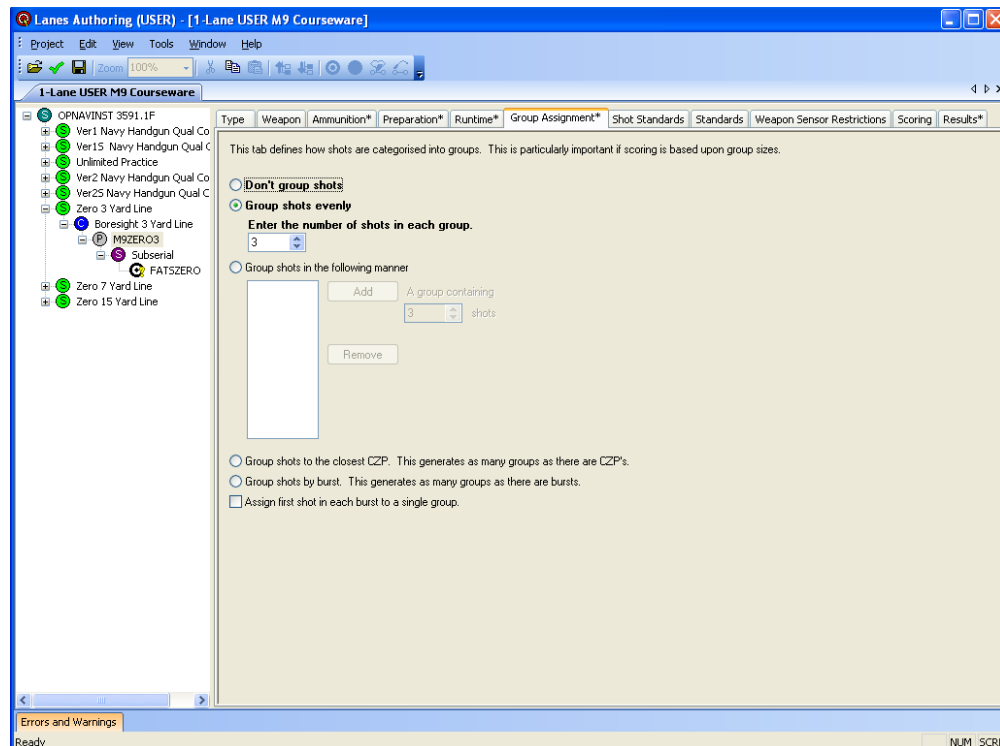 Lanes Authoring (USER) - [1-Lane USER M9 Courseware]
Project Edit View Tools Window Help
Zoom 100%
1-Lane USER M9 Courseware
OPNAVINST 3591.1F
Ver1 Navy Handgun Qual Co
Ver1S Navy Handgun Qual C
Unlimited Practice
Ver2 Navy Handgun Qual Co
Ver2S Navy Handgun Qual C
Zero 3 Yard Line
C Boresight 3 Yard Line
P M9ZERO3
S Subserial
FATSZERO
Zero 7 Yard Line
Zero 15 Yard Line
Type Weapon Ammunition* Preparation* Runtime* Group Assignment* Shot Standards Standards Weapon Sensor Restrictions Scoring Results*
This tab defines how shots are categorised into groups. This is particularly important if scoring is based upon group sizes.
Don't group shots
Group shots evenly
Enter the number of shots in each group.
3
Group shots in the following manner
Add A group containing
3 shots
Remove
Group shots to the closest CZP. This generates as many groups as there are CZP's.
Group shots by burst. This generates as many groups as there are bursts.
Assign first shot in each burst to a single group.
Errors and Warnings
Ready NUM SCRL